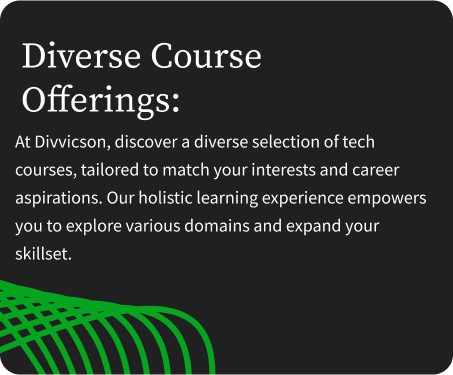 Diverse Course
Offerings:
At Divvicson, discover a diverse selection of tech
courses, tailored to match your interests and career
aspirations. Our holistic learning experience empowers
you to explore various domains and expand your
skillset.